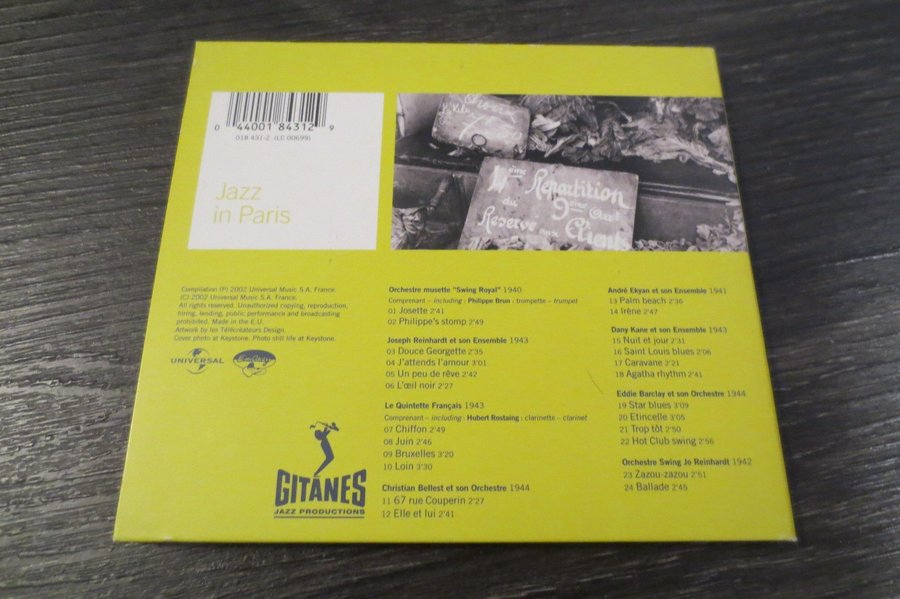 0 44001 84312 9
018 431-2 (LC 00699)
Jazz
in Paris
4ème Repartition
du 9ème Ouvt
Reserve aux Clients
Compilation (P) 2002 Universal Music S.A. France.
(C) 2002 Universal Music S.A. France.
All rights reserved. Unauthorized copying, reproduction,
hiring, lending, public performance and broadcasting
prohibited. Made in the E.U.
Artwork by les Télécréateurs Design.
Cover photo at Keystone. Photo still life at Keystone.
UNIVERSAL
EmArCy
GITANES
JAZZ PRODUCTIONS
Orchestre musette "Swing Royal" 1940
Comprenant – including : Philippe Brun : trompette – trumpet
01 Josette 2'41
02 Philippe's stomp 2'49
Joseph Reinhardt et son Ensemble 1943
03 Douce Georgette 2'35
04 J'attends l'amour 3'01
05 Un peu de rêve 2'42
06 L'œil noir 2'27
Le Quintette Français 1943
Comprenant – including : Hubert Rostaing : clarinette – clarinet
07 Chiffon 2'49
08 Juin 2'46
09 Bruxelles 3'20
10 Loin 3'30
Christian Bellest et son Orchestre 1944
11 67 rue Couperin 2'27
12 Elle et lui 2'41
André Ekyan et son Ensemble 1941
13 Palm beach 2'36
14 Irène 2'47
Dany Kane et son Ensemble 1943
15 Nuit et jour 2'31
16 Saint Louis blues 2'06
17 Caravane 2'21
18 Agatha rhythm 2'41
Eddie Barclay et son Orchestre 1944
19 Star blues 3'09
20 Etincelle 3'05
21 Trop tôt 2'50
22 Hot Club swing 2'56
Orchestre Swing Jo Reinhardt 1942
23 Zazou-zazou 2'51
24 Ballade 2'45